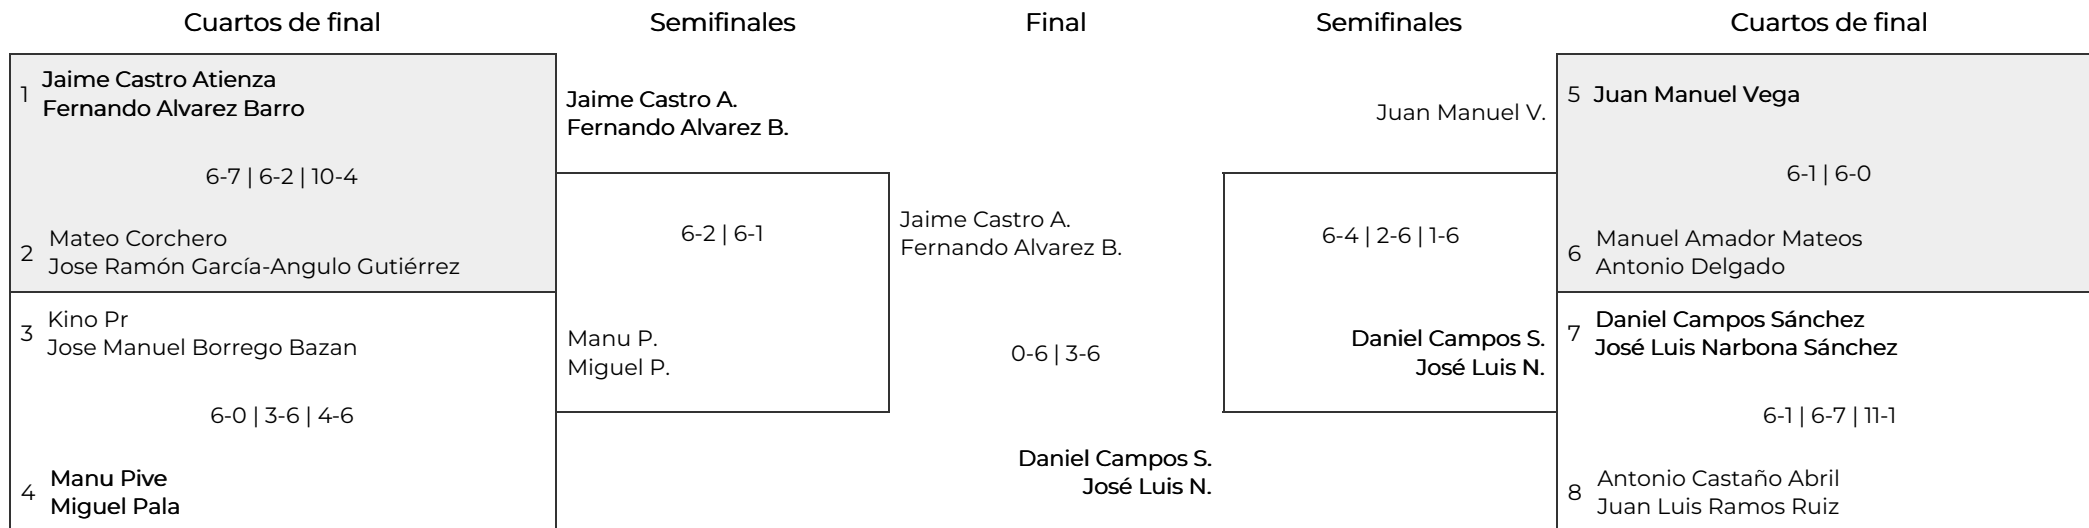 Cuartos de final
Semifinales
Final
Semifinales
Cuartos de final
1
Jaime Castro Atienza
Fernando Alvarez Barro
6-7 | 6-2 | 10-4
2
Mateo Corchero
Jose Ramón García-Angulo Gutiérrez
3
Kino Pr
Jose Manuel Borrego Bazan
6-0 | 3-6 | 4-6
4
Manu Pive
Miguel Pala
Jaime Castro A.
Fernando Alvarez B.
6-2 | 6-1
Manu P.
Miguel P.
Jaime Castro A.
Fernando Alvarez B.
0-6 | 3-6
Daniel Campos S.
José Luis N.
Juan Manuel V.
6-4 | 2-6 | 1-6
Daniel Campos S.
José Luis N.
5
Juan Manuel Vega
6-1 | 6-0
6
Manuel Amador Mateos
Antonio Delgado
7
Daniel Campos Sánchez
José Luis Narbona Sánchez
6-1 | 6-7 | 11-1
8
Antonio Castaño Abril
Juan Luis Ramos Ruiz